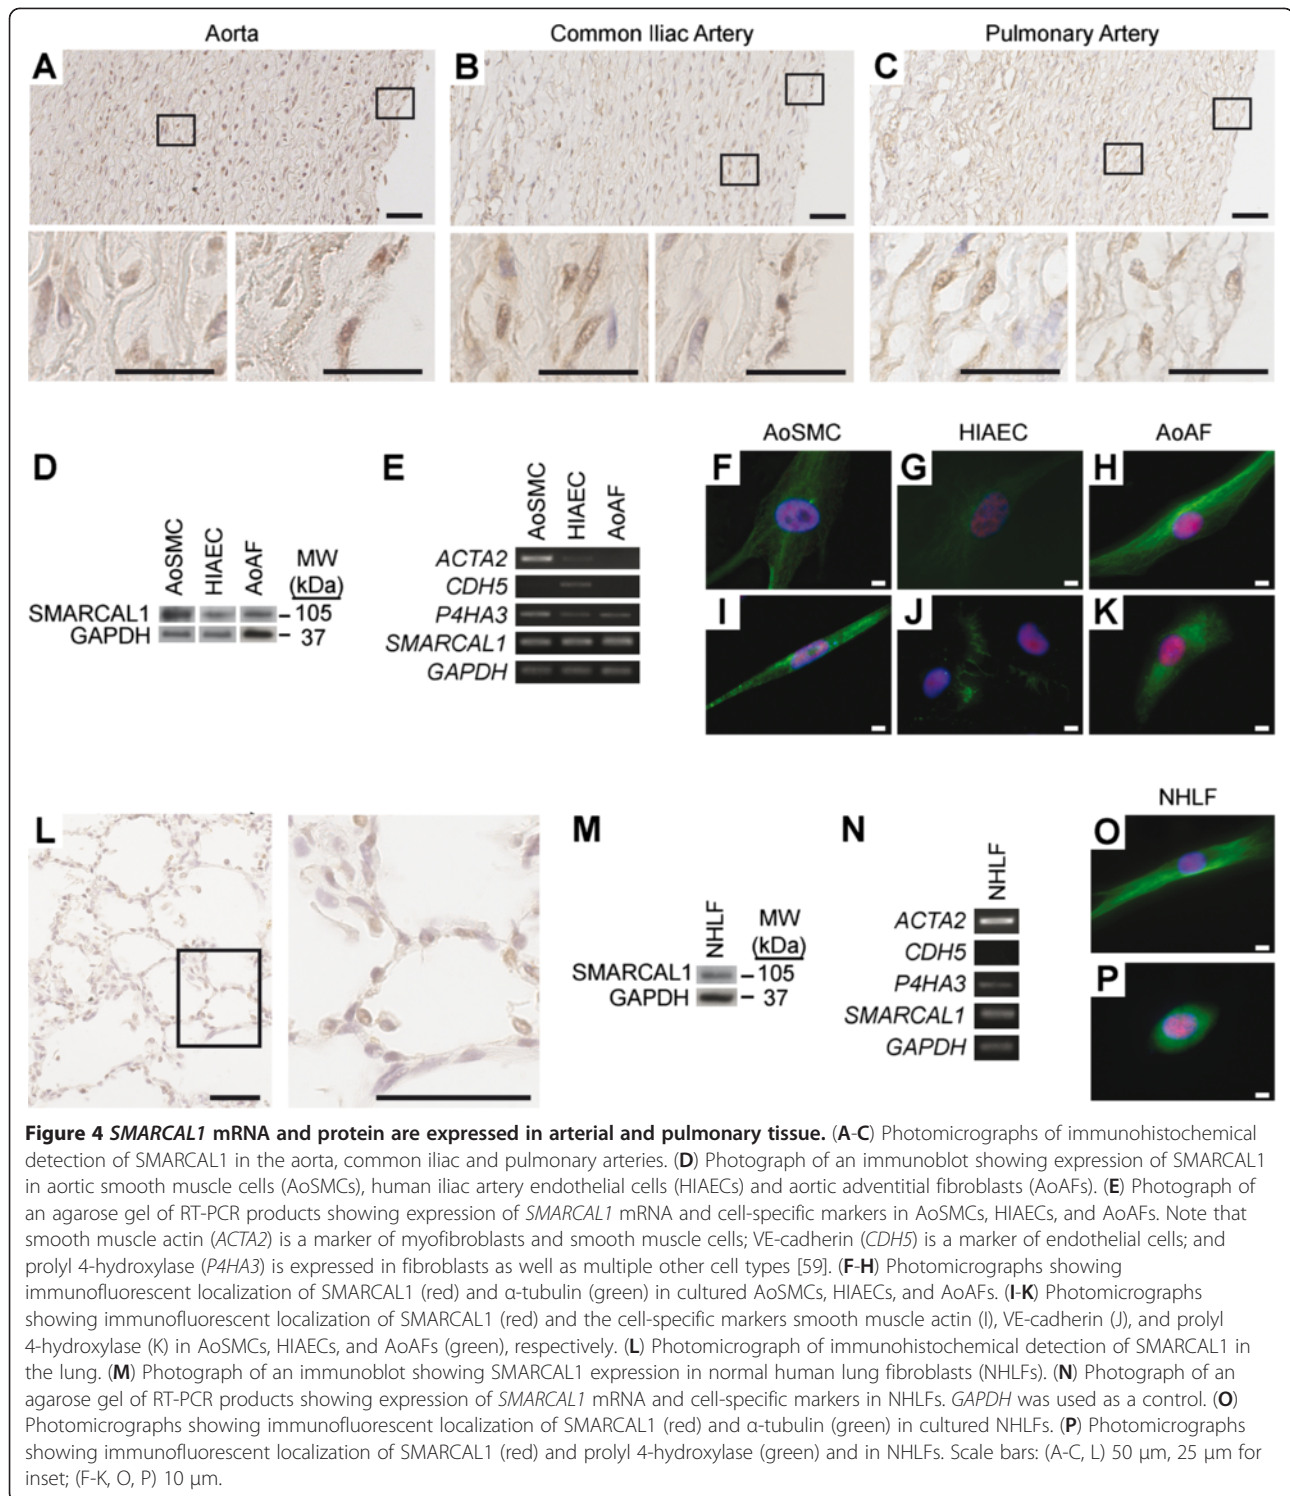 Aorta
Common Iliac Artery
Pulmonary Artery
A
B
C
D
AoSMC
HIAEC
AoAF
MW
(kDa)
SMARCAL1
– 105
GAPDH
– 37
E
AoSMC
HIAEC
AoAF
ACTA2
CDH5
P4HA3
SMARCAL1
GAPDH
AoSMC
HIAEC
AoAF
F
G
H
I
J
K
L
M
NHLF
MW
(kDa)
SMARCAL1
– 105
GAPDH
– 37
N
NHLF
ACTA2
CDH5
P4HA3
SMARCAL1
GAPDH
NHLF
O
P
Figure 4 SMARCAL1 mRNA and protein are expressed in arterial and pulmonary tissue. (A-C) Photomicrographs of immunohistochemical
detection of SMARCAL1 in the aorta, common iliac and pulmonary arteries. (D) Photograph of an immunoblot showing expression of SMARCAL1
in aortic smooth muscle cells (AoSMCs), human iliac artery endothelial cells (HIAECs) and aortic adventitial fibroblasts (AoAFs). (E) Photograph of
an agarose gel of RT-PCR products showing expression of SMARCAL1 mRNA and cell-specific markers in AoSMCs, HIAECs, and AoAFs. Note that
smooth muscle actin (ACTA2) is a marker of myofibroblasts and smooth muscle cells; VE-cadherin (CDH5) is a marker of endothelial cells; and
prolyl 4-hydroxylase (P4HA3) is expressed in fibroblasts as well as multiple other cell types [59]. (F-H) Photomicrographs showing
immunofluorescent localization of SMARCAL1 (red) and α-tubulin (green) in cultured AoSMCs, HIAECs, and AoAFs. (I-K) Photomicrographs
showing immunofluorescent localization of SMARCAL1 (red) and the cell-specific markers smooth muscle actin (I), VE-cadherin (J), and prolyl
4-hydroxylase (K) in AoSMCs, HIAECs, and AoAFs (green), respectively. (L) Photomicrograph of immunohistochemical detection of SMARCAL1 in
the lung. (M) Photograph of an immunoblot showing SMARCAL1 expression in normal human lung fibroblasts (NHLFs). (N) Photograph of an
agarose gel of RT-PCR products showing expression of SMARCAL1 mRNA and cell-specific markers in NHLFs. GAPDH was used as a control. (O)
Photomicrographs showing immunofluorescent localization of SMARCAL1 (red) and α-tubulin (green) in cultured NHLFs. (P) Photomicrographs
showing immunofluorescent localization of SMARCAL1 (red) and prolyl 4-hydroxylase (green) and in NHLFs. Scale bars: (A-C, L) 50 μm, 25 μm for
inset; (F-K, O, P) 10 μm.